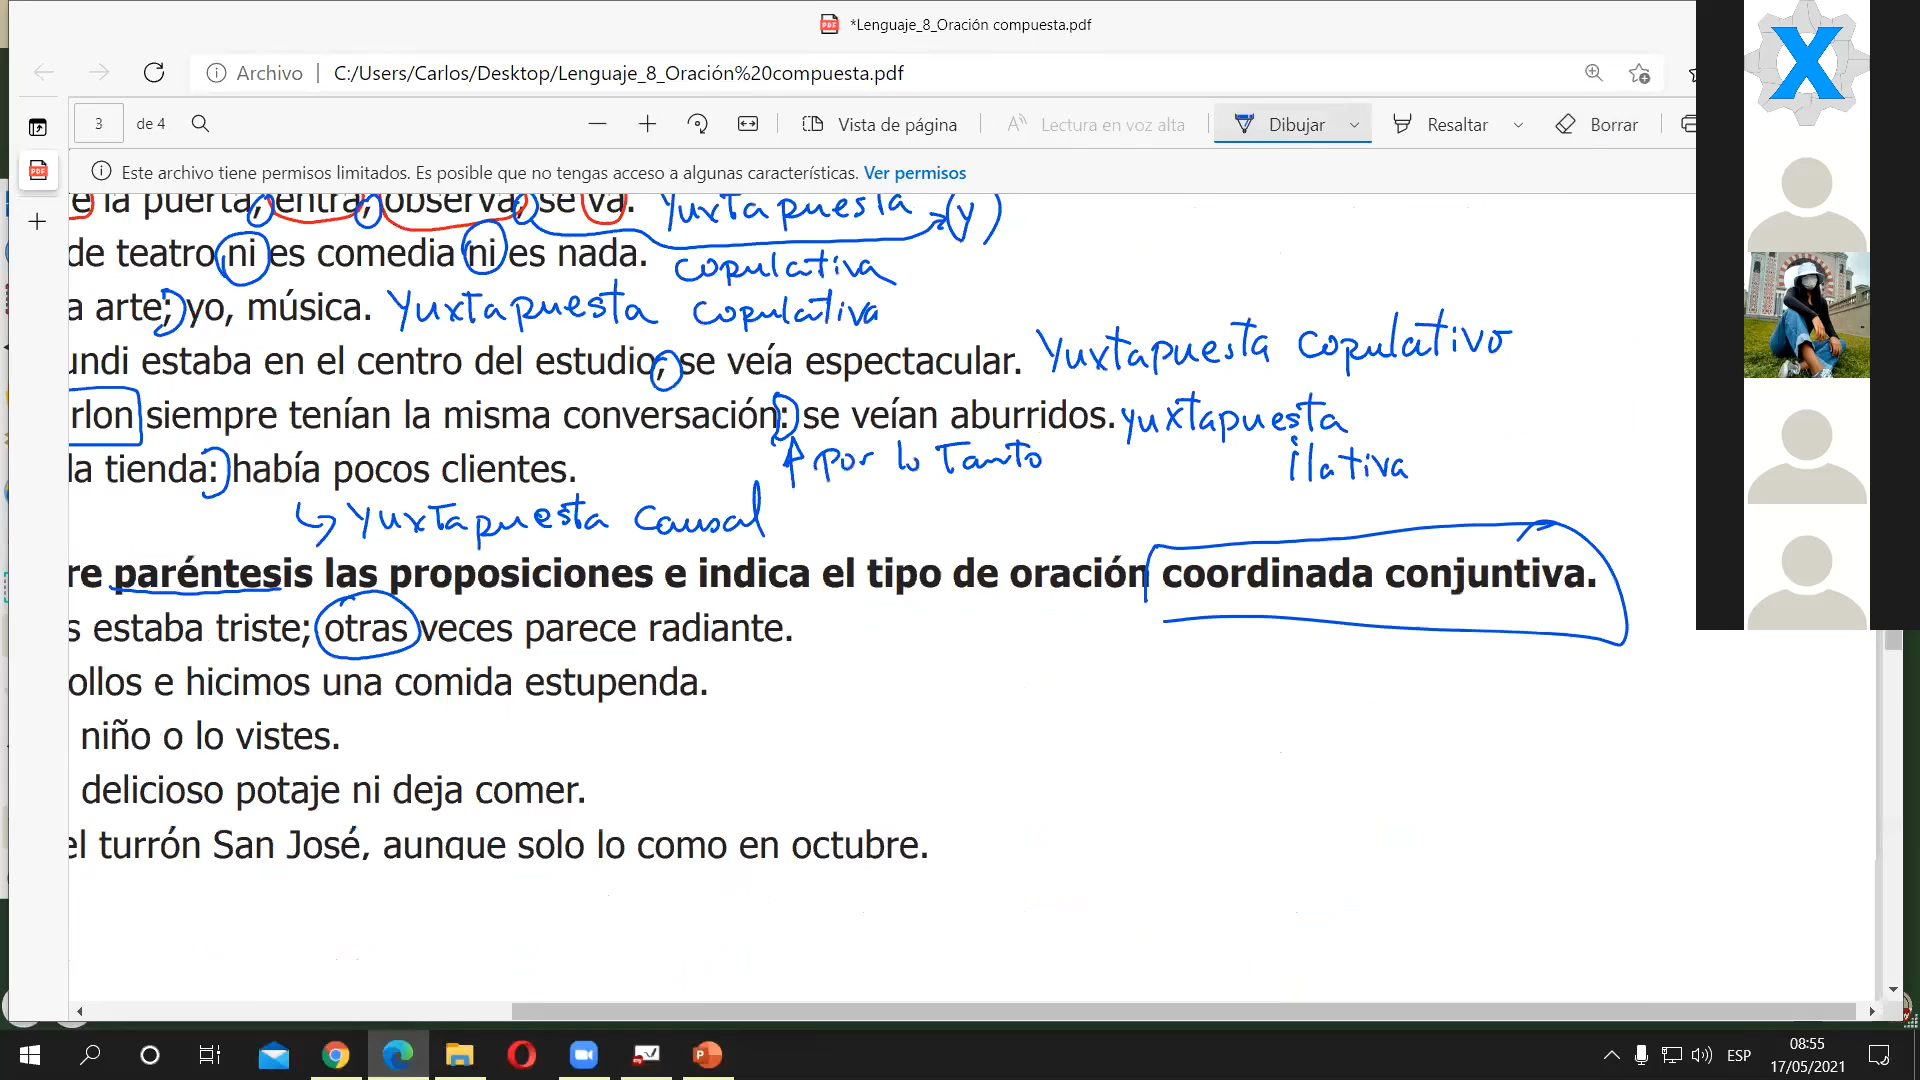 *Lenguaje_8_Oración compuesta.pdf
Archivo | C:/Users/Carlos/Desktop/Lenguaje_8_Oración%20compuesta.pdf
3 de 4 Vista de página Lectura en voz alta Dibujar Resaltar Borrar
Este archivo tiene permisos limitados. Es posible que no tengas acceso a algunas características. Ver permisos
e la puerta, entra, observa, se va. Yuxtapuesta (y)
de teatro ni es comedia ni es nada. copulativa
a arte; yo, música. Yuxtapuesta copulativa
undi estaba en el centro del estudio, se veía espectacular. Yuxtapuesta copulativo
rlon siempre tenían la misma conversación: se veían aburridos. yuxtapuesta
la tienda: había pocos clientes. por lo Tanto ilativa
Yuxtapuesta causal
re paréntesis las proposiciones e indica el tipo de oración coordinada conjuntiva.
s estaba triste; otras veces parece radiante.
ollos e hicimos una comida estupenda.
niño o lo vistes.
delicioso potaje ni deja comer.
el turrón San José, aunque solo lo como en octubre.
X
ESP
08:55
17/05/2021